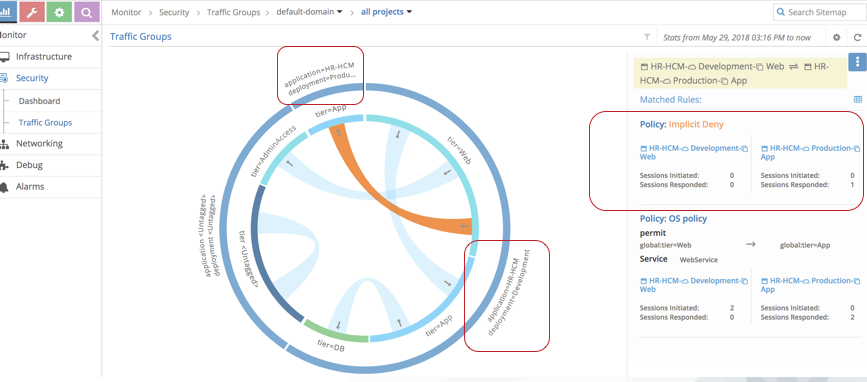 Monitor > Security > Traffic Groups > default-domain > all projects
Search Sitemap
onitor
Infrastructure
Security
Dashboard
Traffic Groups
Networking
Debug
Alarms
Traffic Groups
Stats from May 29, 2018 03:16 PM to now
application=HR-HCM
deployment=Produ...
tier=App
tier=Web
tier=AdminAccess
application <Untagged>
deployment <Untagged>
tier <Untagged>
tier=DB
tier=App
application=HR-HCM
deployment=Development
HR-HCM- Development- Web ⇌ HR-
HCM- Production- App
Matched Rules:
Policy: Implicit Deny
HR-HCM- Development-
Web
HR-HCM- Production-
App
Sessions Initiated: 0
Sessions Responded: 0
Sessions Initiated: 0
Sessions Responded: 1
Policy: OS policy
permit
global:tier=Web → global:tier=App
Service WebService
HR-HCM- Development-
Web
HR-HCM- Production-
App
Sessions Initiated: 2
Sessions Responded: 0
Sessions Initiated: 0
Sessions Responded: 2